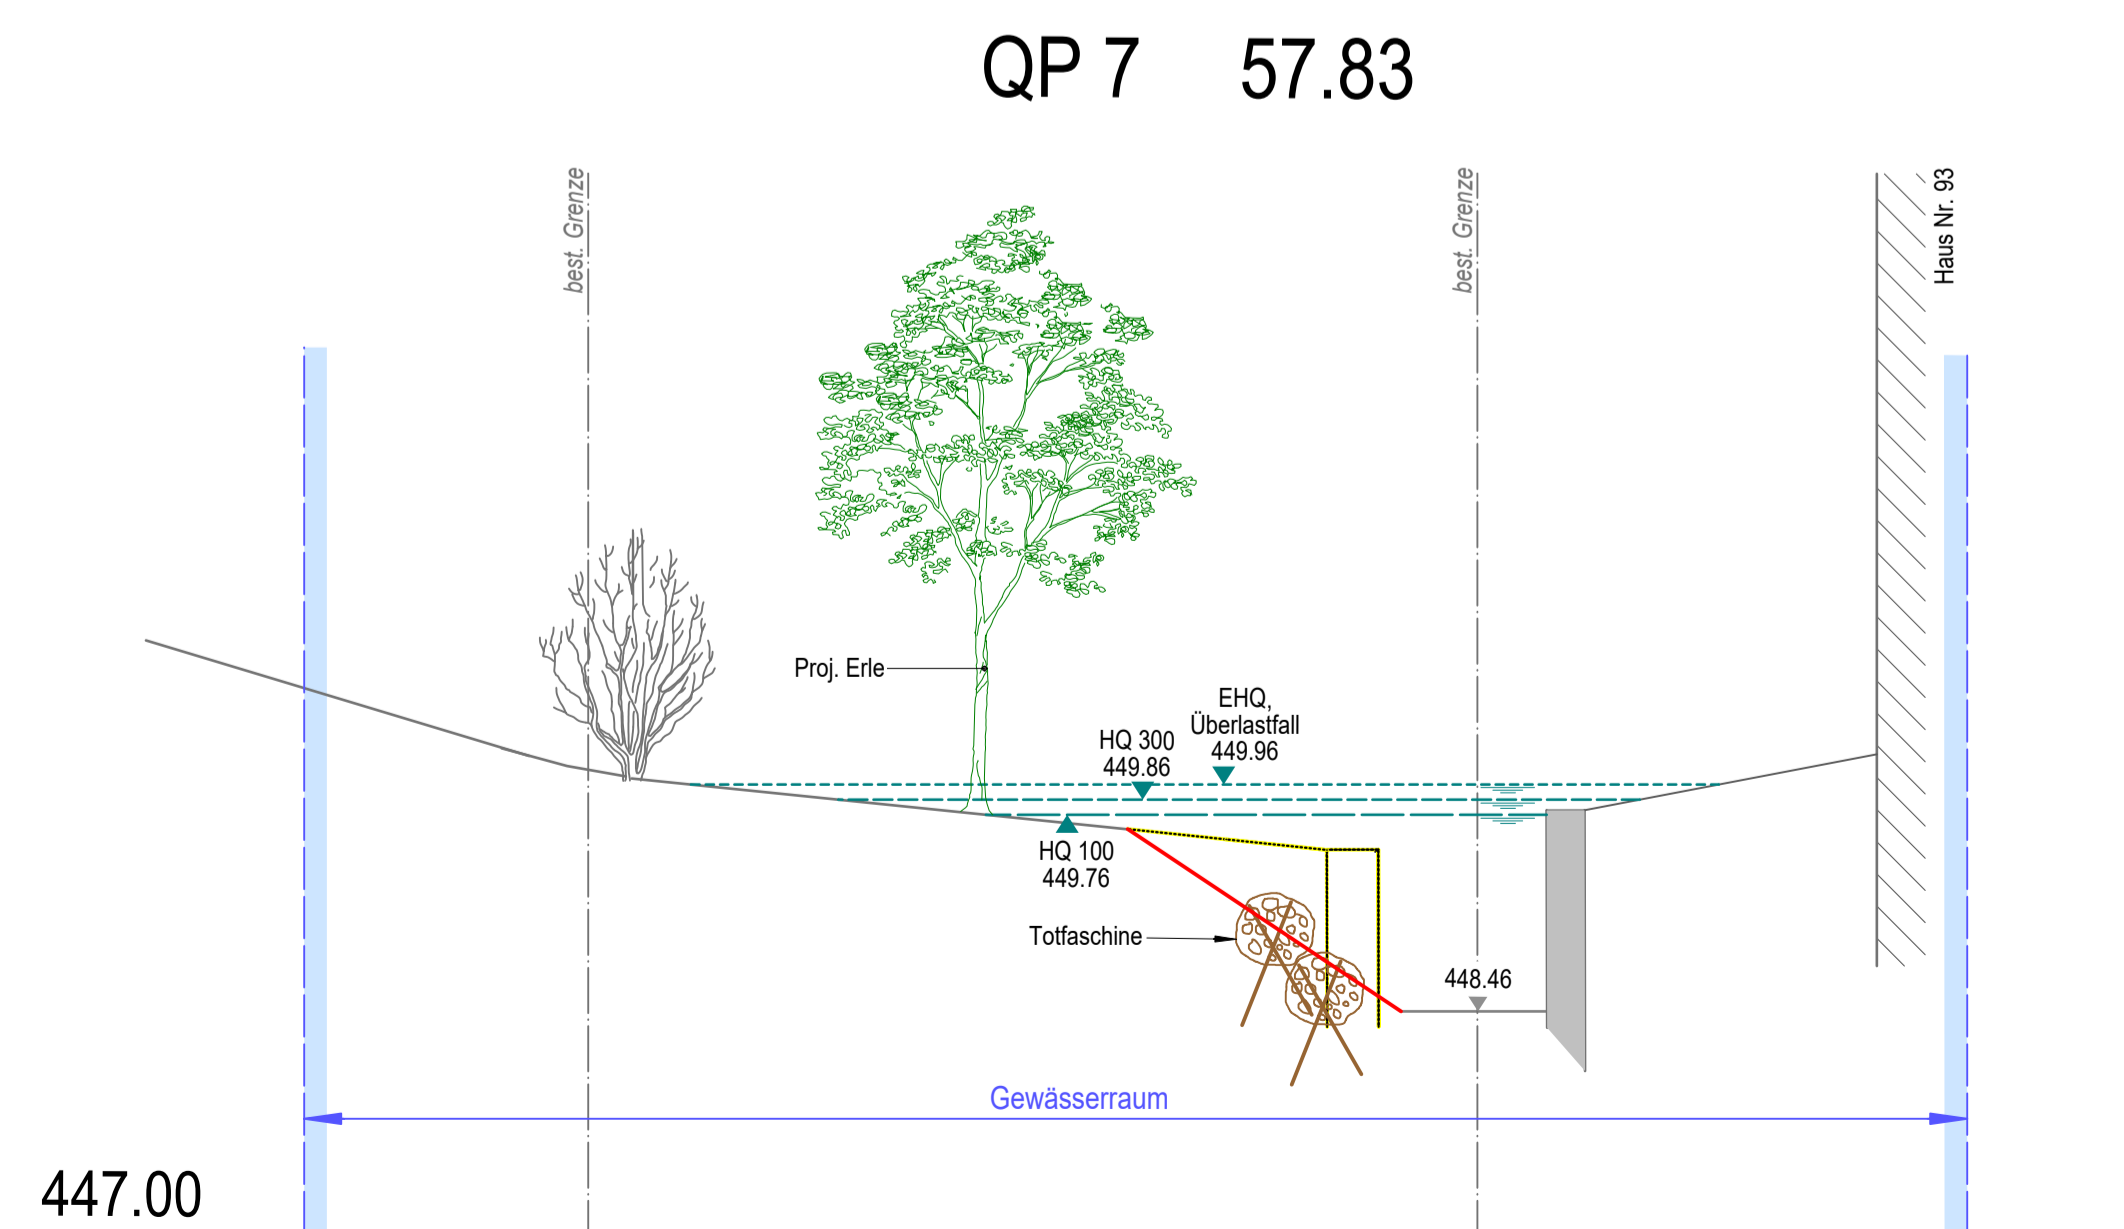 QP 7 57.83
best. Grenze
best. Grenze
Haus Nr. 93
Proj. Erle
EHQ,
Überlastfall
449.96
HQ 300
449.86
HQ 100
449.76
Totfaschine
448.46
Gewässerraum
447.00